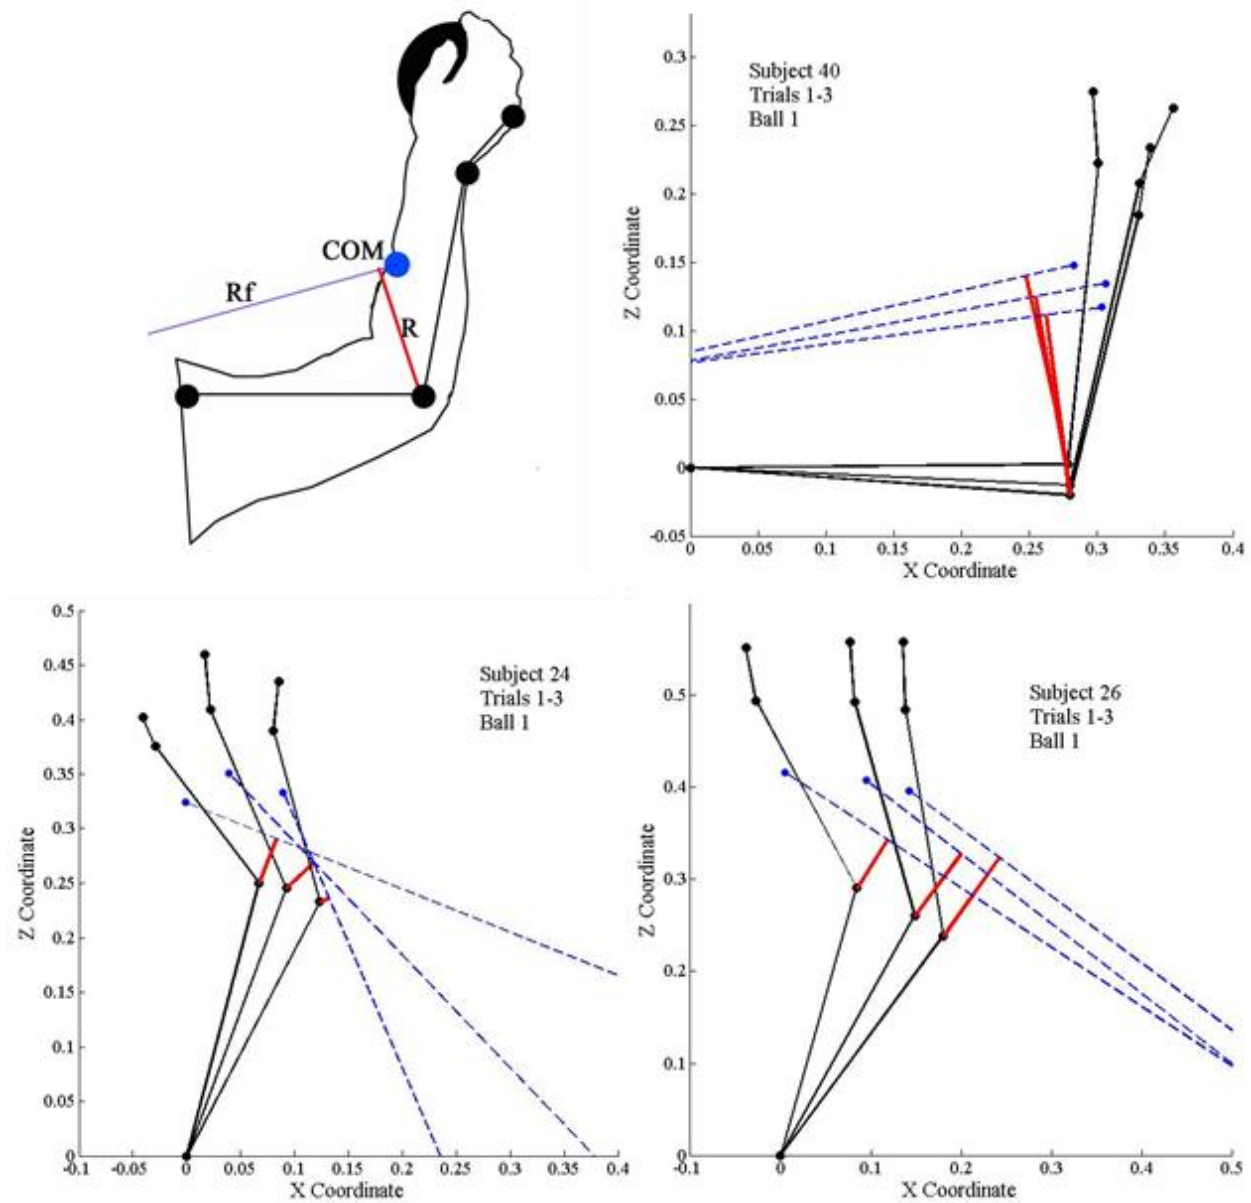 COM
Rf
R
Subject 40
Trials 1-3
Ball 1
Z Coordinate
0.3
0.25
0.2
0.15
0.1
0.05
0
-0.05
0 0.05 0.1 0.15 0.2 0.25 0.3 0.35 0.4
X Coordinate
Subject 24
Trials 1-3
Ball 1
Z Coordinate
0.5
0.45
0.4
0.35
0.3
0.25
0.2
0.15
0.1
0.05
0
-0.1 -0.05 0 0.05 0.1 0.15 0.2 0.25 0.3 0.35 0.4
X Coordinate
Subject 26
Trials 1-3
Ball 1
Z Coordinate
0.5
0.4
0.3
0.2
0.1
0
-0.1 0 0.1 0.2 0.3 0.4 0.5
X Coordinate